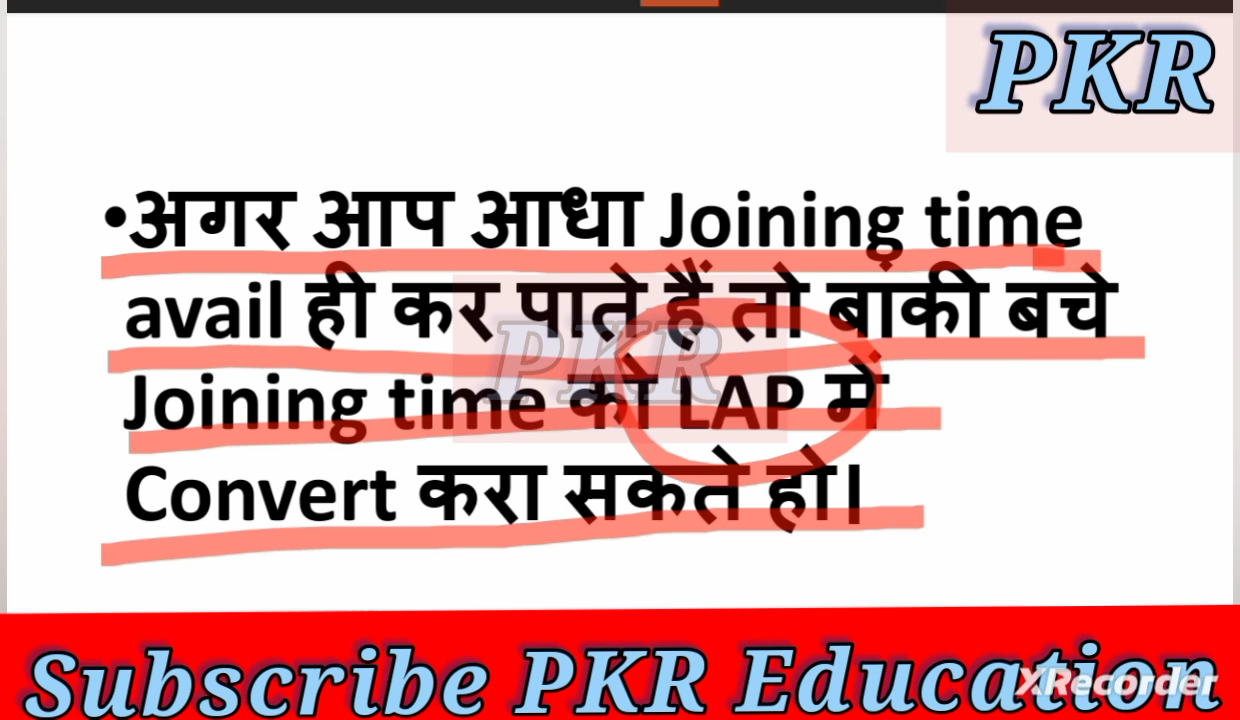 PKR
•अगर आप आधा Joining time
avail ही कर पाते हैं तो बांकी बचे
PKR
Joining time को LAP में
Convert करा सकते हो।
Subscribe PKR Education
XRecorder